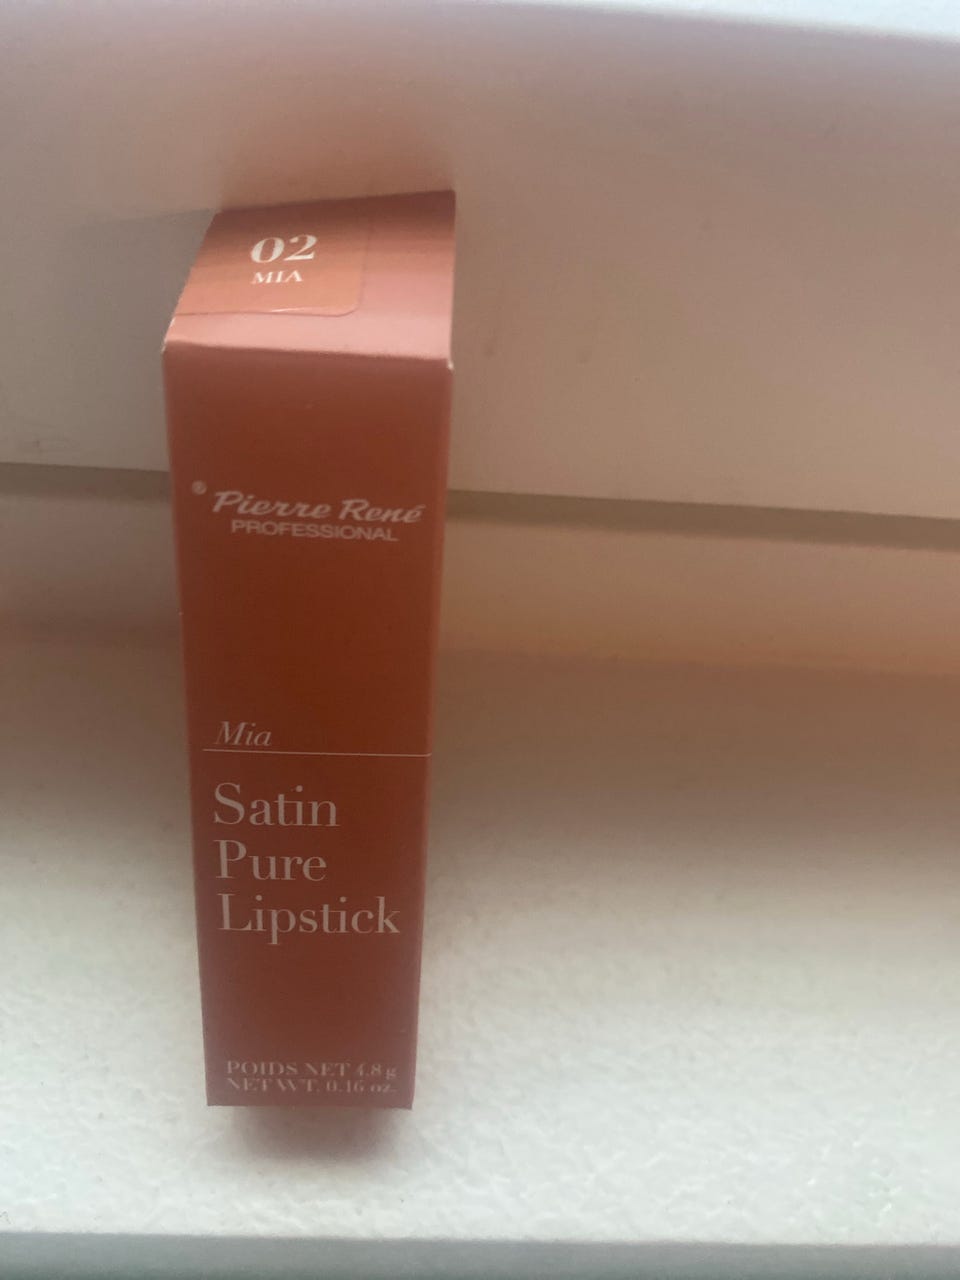 02
MIA
® Pierre René
PROFESSIONAL
Mia
Satin
Pure
Lipstick
POIDS NET 4.8 g
NET WT. 0.16 oz.